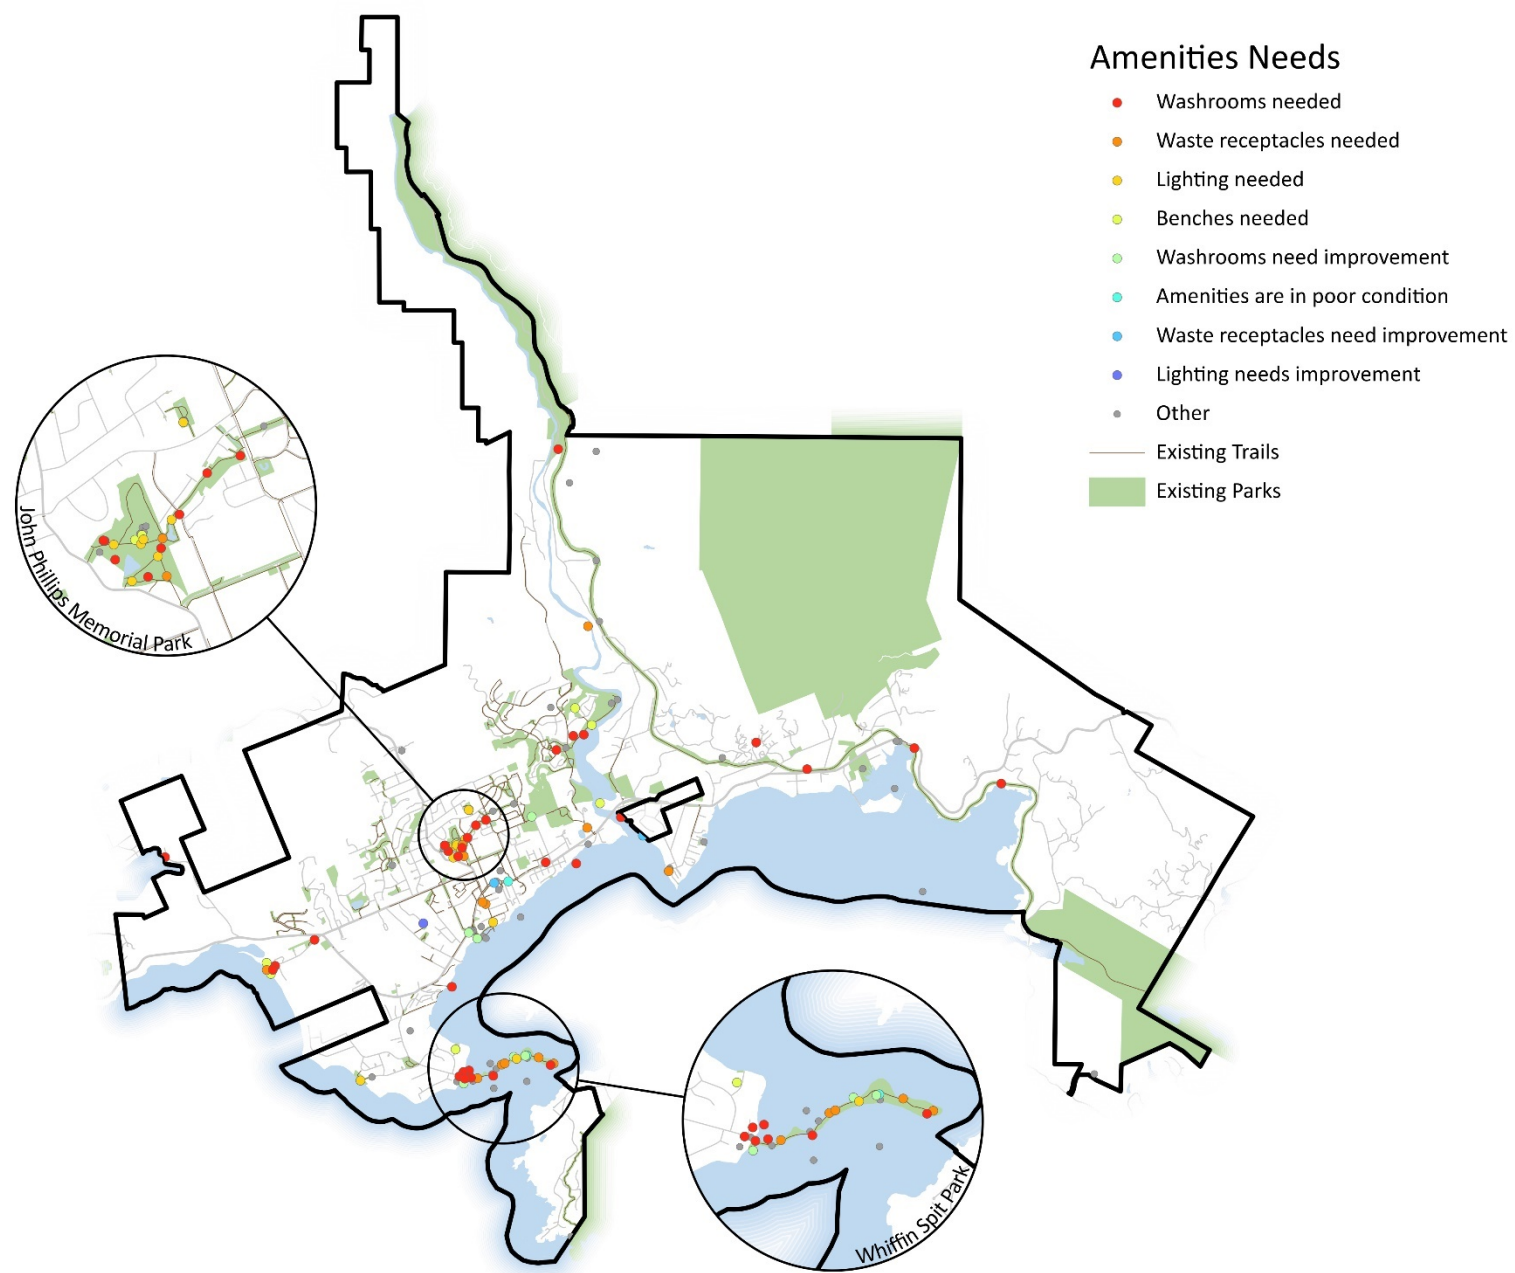 Amenities Needs
Washrooms needed
Waste receptacles needed
Lighting needed
Benches needed
Washrooms need improvement
Amenities are in poor condition
Waste receptacles need improvement
Lighting needs improvement
Other
Existing Trails
Existing Parks
John Phillips Memorial Park
Whiffin Spit Park